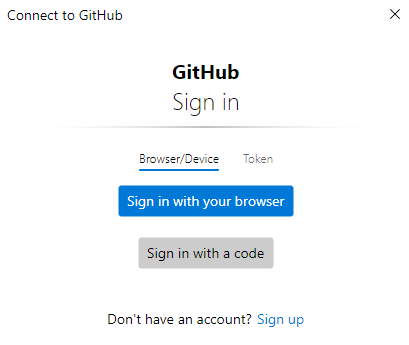 Connect to GitHub
GitHub
Sign in
Browser/Device Token
Sign in with your browser
Sign in with a code
Don't have an account? Sign up